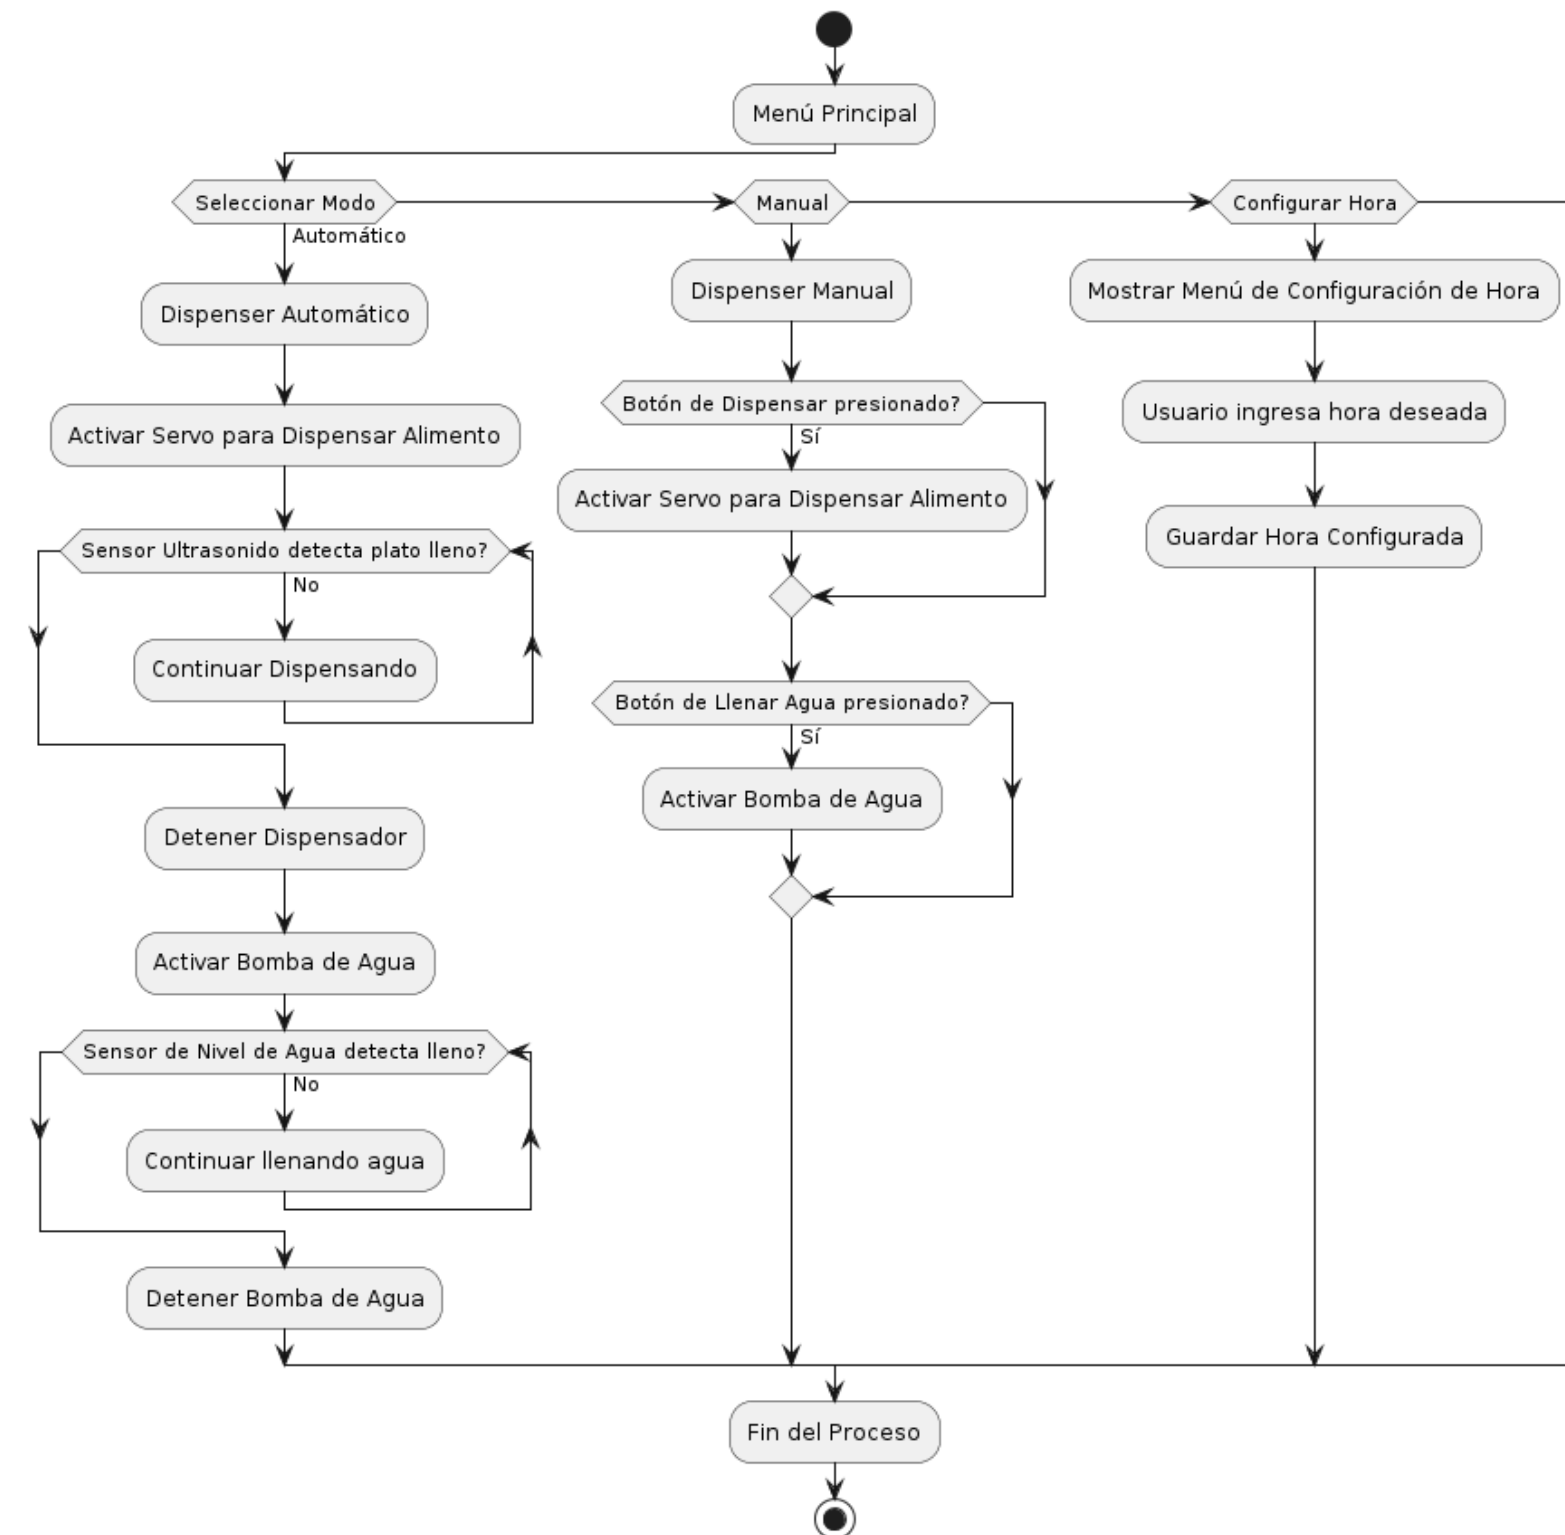 Menú Principal
Seleccionar Modo
Automático
Dispenser Automático
Activar Servo para Dispensar Alimento
Sensor Ultrasonido detecta plato lleno?
No
Continuar Dispensando
Detener Dispensador
Activar Bomba de Agua
Sensor de Nivel de Agua detecta lleno?
No
Continuar llenando agua
Detener Bomba de Agua
Manual
Dispenser Manual
Botón de Dispensar presionado?
Sí
Activar Servo para Dispensar Alimento
Botón de Llenar Agua presionado?
Sí
Activar Bomba de Agua
Configurar Hora
Mostrar Menú de Configuración de Hora
Usuario ingresa hora deseada
Guardar Hora Configurada
Fin del Proceso